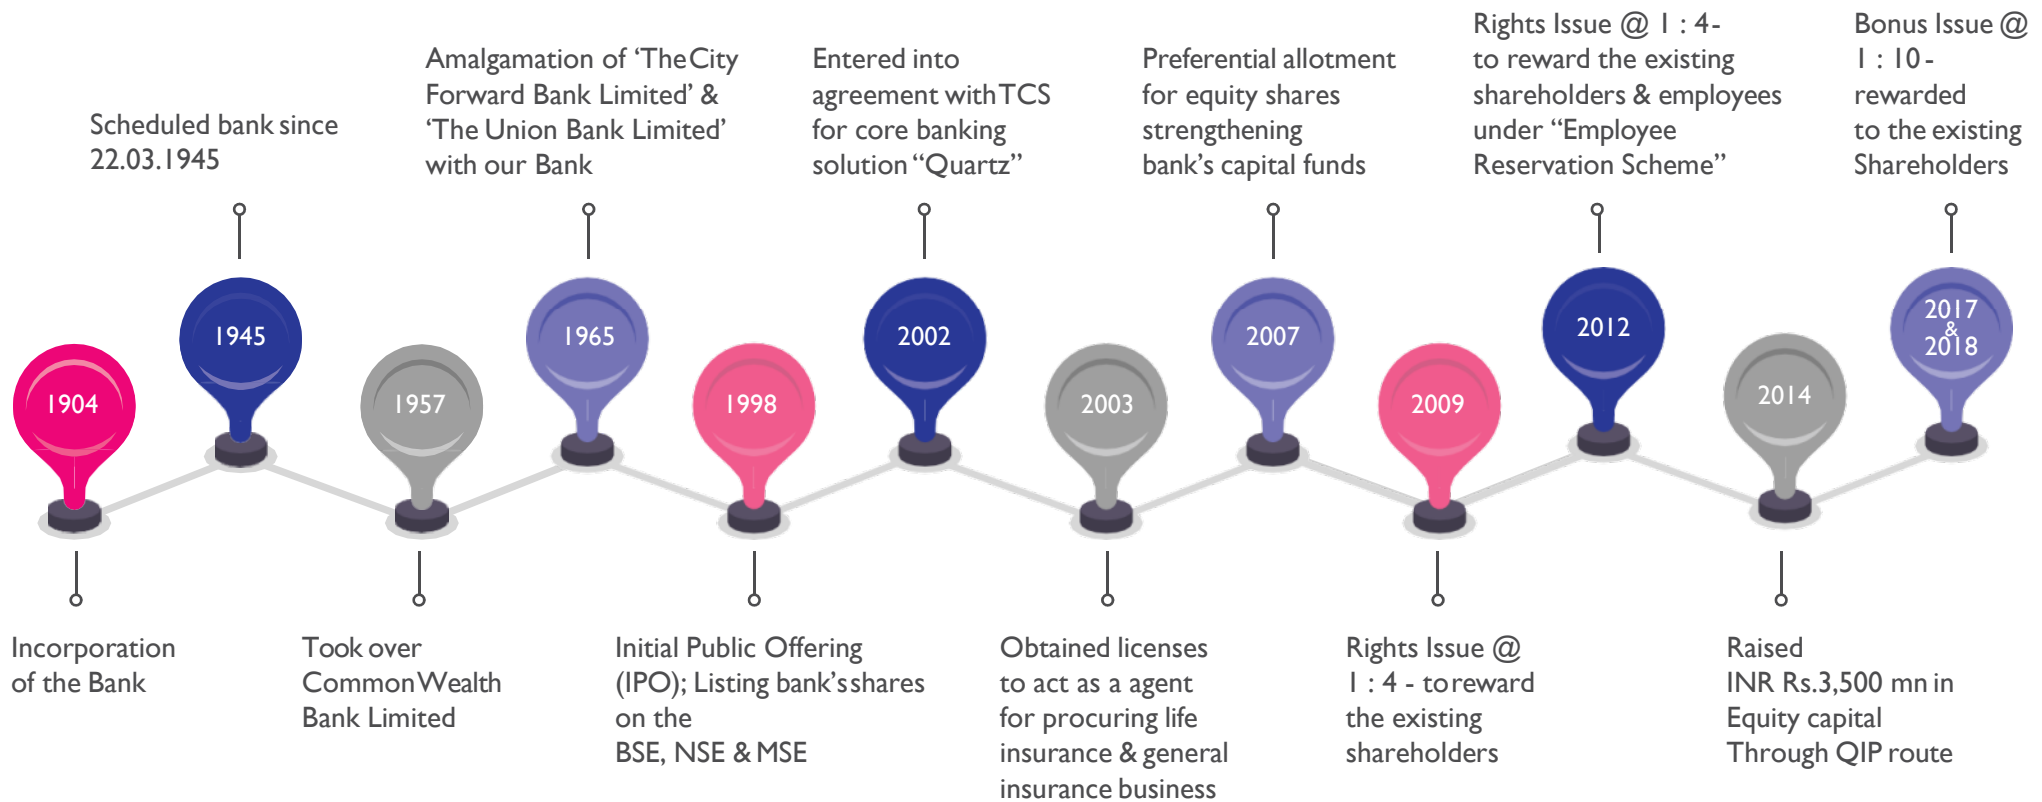 Scheduled bank since
22.03.1945
Amalgamation of ‘The City
Forward Bank Limited’ &
‘The Union Bank Limited’
with our Bank
Entered into
agreement with TCS
for core banking
solution “Quartz”
Preferential allotment
for equity shares
strengthening
bank’s capital funds
Rights Issue @ 1 : 4-
to reward the existing
shareholders & employees
under “Employee
Reservation Scheme”
Bonus Issue @
1 : 10 -
rewarded
to the existing
Shareholders
1904
1945
1957
1965
1998
2002
2003
2007
2009
2012
2014
2017
&
2018
Incorporation
of the Bank
Took over
Common Wealth
Bank Limited
Initial Public Offering
(IPO); Listing bank’s shares
on the
BSE, NSE & MSE
Obtained licenses
to act as a agent
for procuring life
insurance & general
insurance business
Rights Issue @
1 : 4 - to reward
the existing
shareholders
Raised
INR Rs.3,500 mn in
Equity capital
Through QIP route